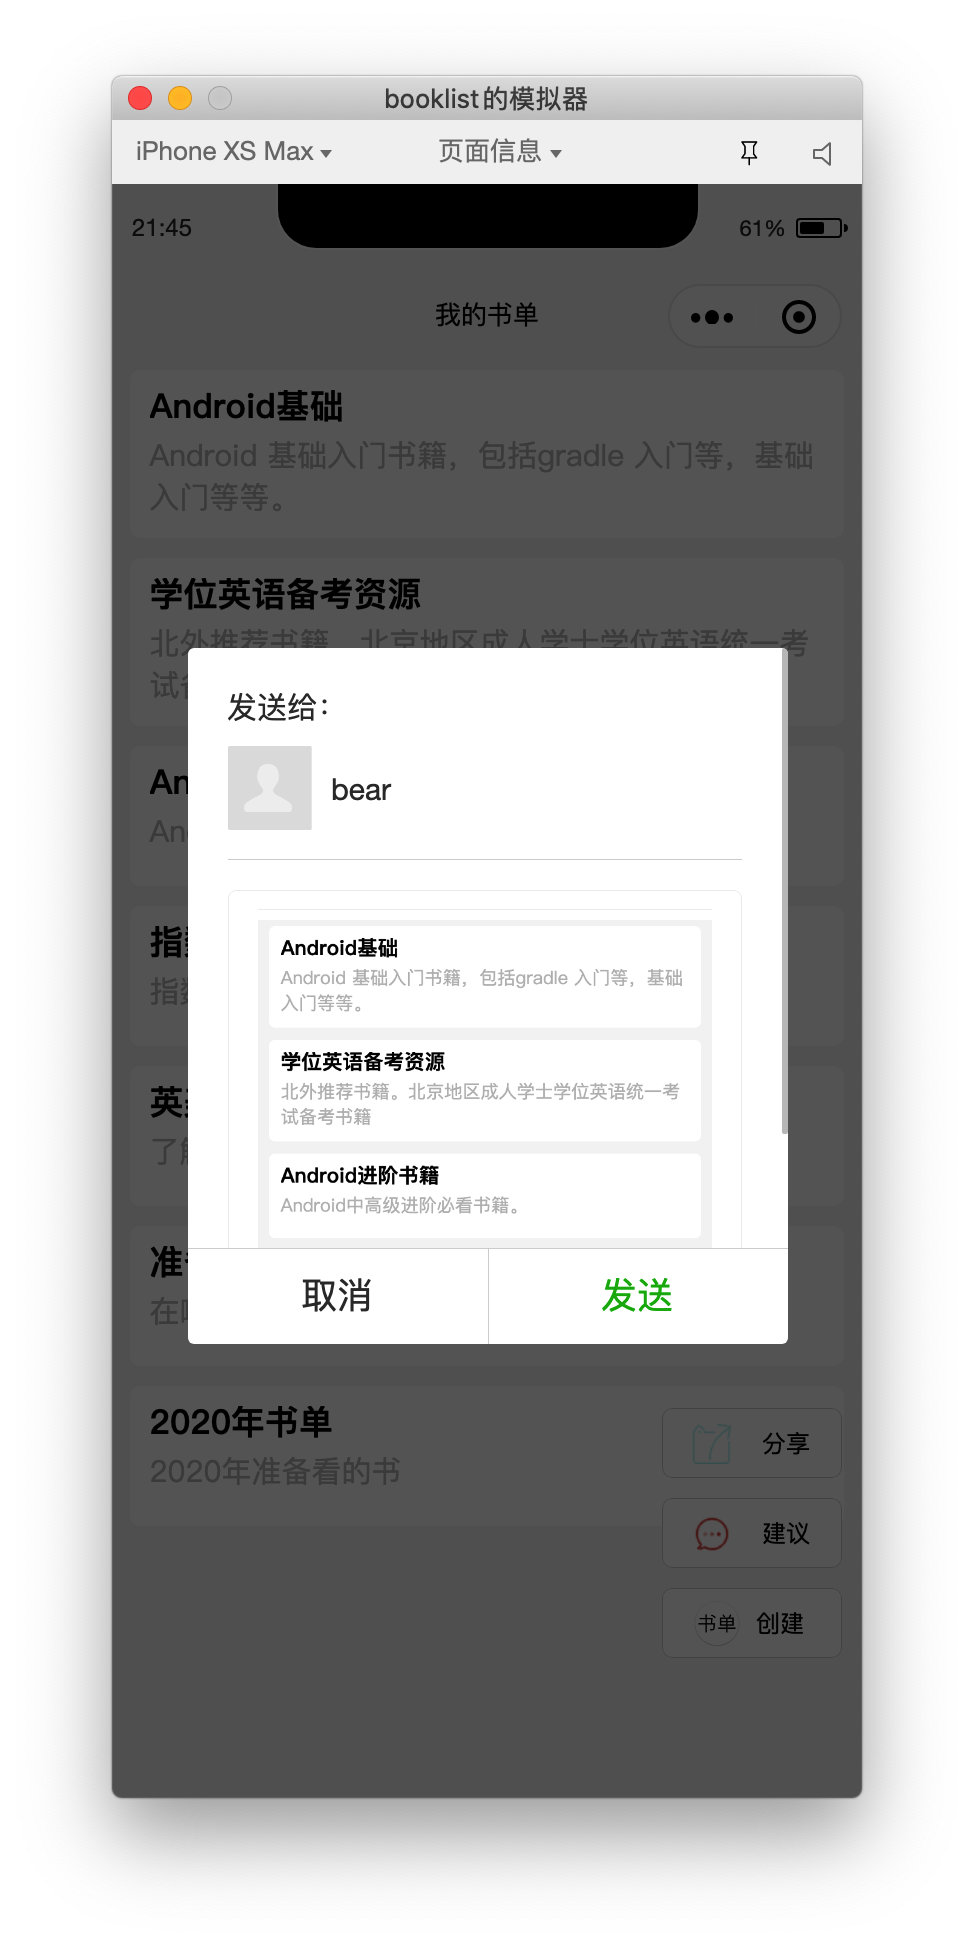 booklist的模拟器
iPhone XS Max
页面信息
21:45
61%
我的书单
Android基础
Android 基础入门书籍，包括gradle 入门等，基础
入门等等。
学位英语备考资源
北外推荐书籍。北京地区成人学士学位英语统一考
试
An
An
指
指
英
了
准
在
发送给：
bear
Android基础
Android 基础入门书籍，包括gradle 入门等，基础
入门等等。
学位英语备考资源
北外推荐书籍。北京地区成人学士学位英语统一考
试备考书籍
Android进阶书籍
Android中高级进阶必看书籍。
取消
发送
2020年书单
2020年准备看的书
分享
建议
书单 创建